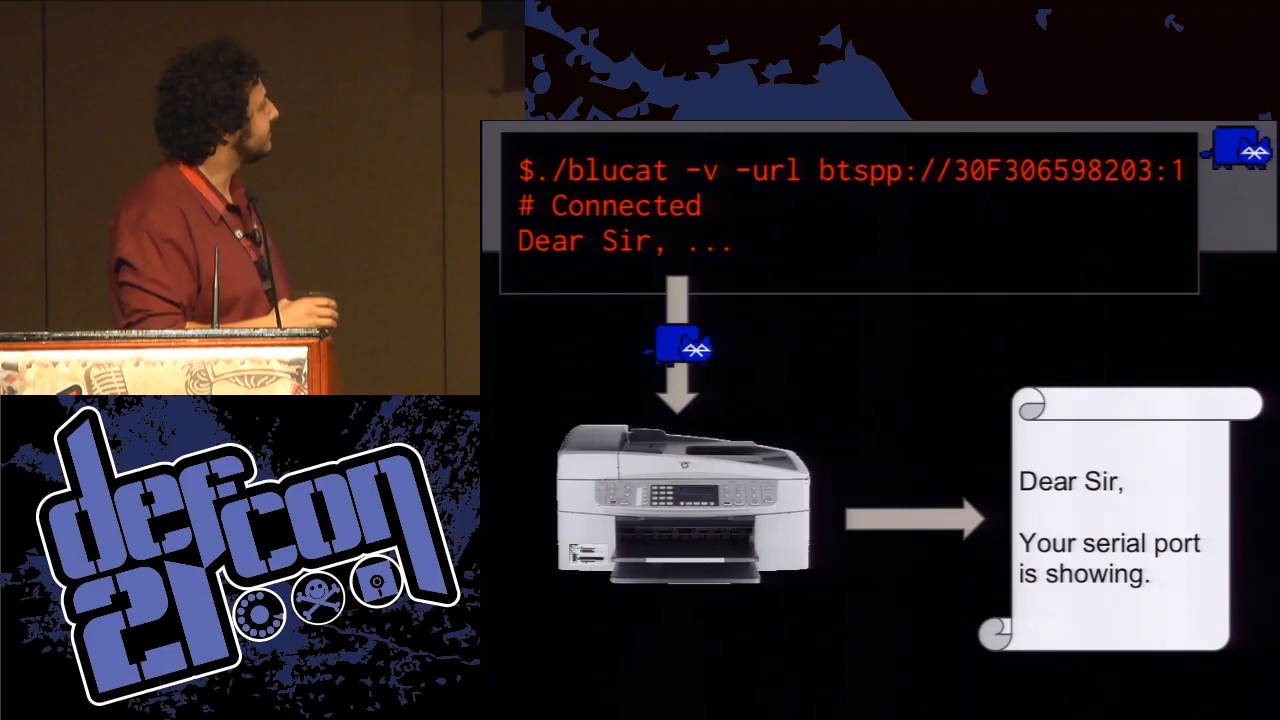 $./blucat -v -url btspp://30F306598203:1
# Connected
Dear Sir, ...
Dear Sir,
Your serial port
is showing.
defcon
21